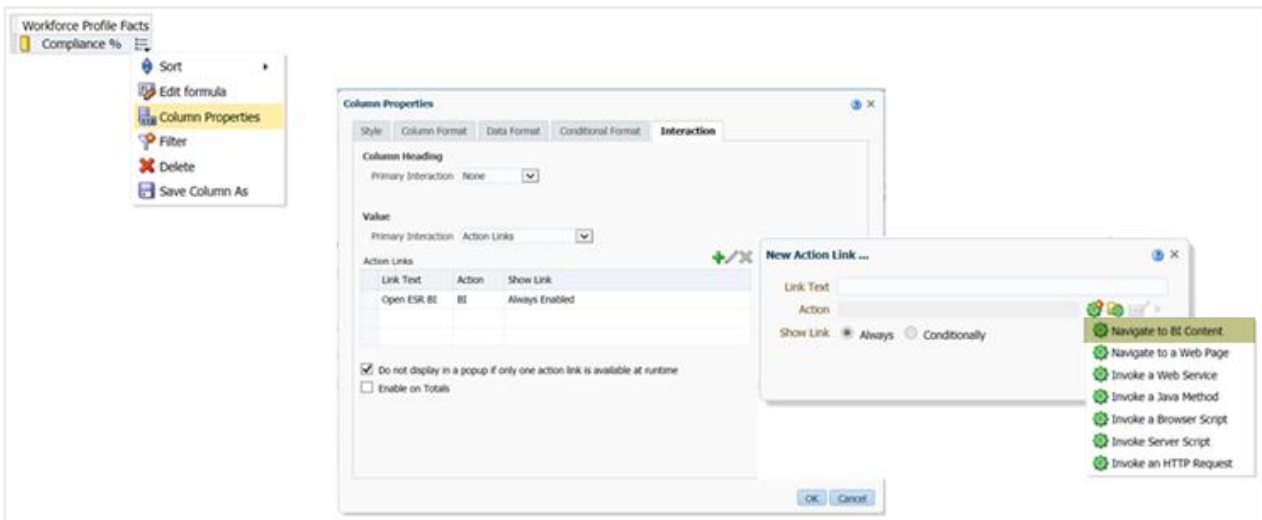 Workforce Profile Facts
Compliance %
Sort
Edit formula
Column Properties
Filter
Delete
Save Column As
Column Properties
Style Column Format Data Format Conditional Format Interaction
Column Heading
Primary Interaction None
Value
Primary Interaction Action Links
Action Links
Link Text Action Show Link
Open ESR BI BI Always Enabled
Do not display in a popup if only one action link is available at runtime
Enable on Totals
OK Cancel
New Action Link ...
Link Text
Action
Show Link Always Conditionally
Navigate to BI Content
Navigate to a Web Page
Invoke a Web Service
Invoke a Java Method
Invoke a Browser Script
Invoke Server Script
Invoke an HTTP Request